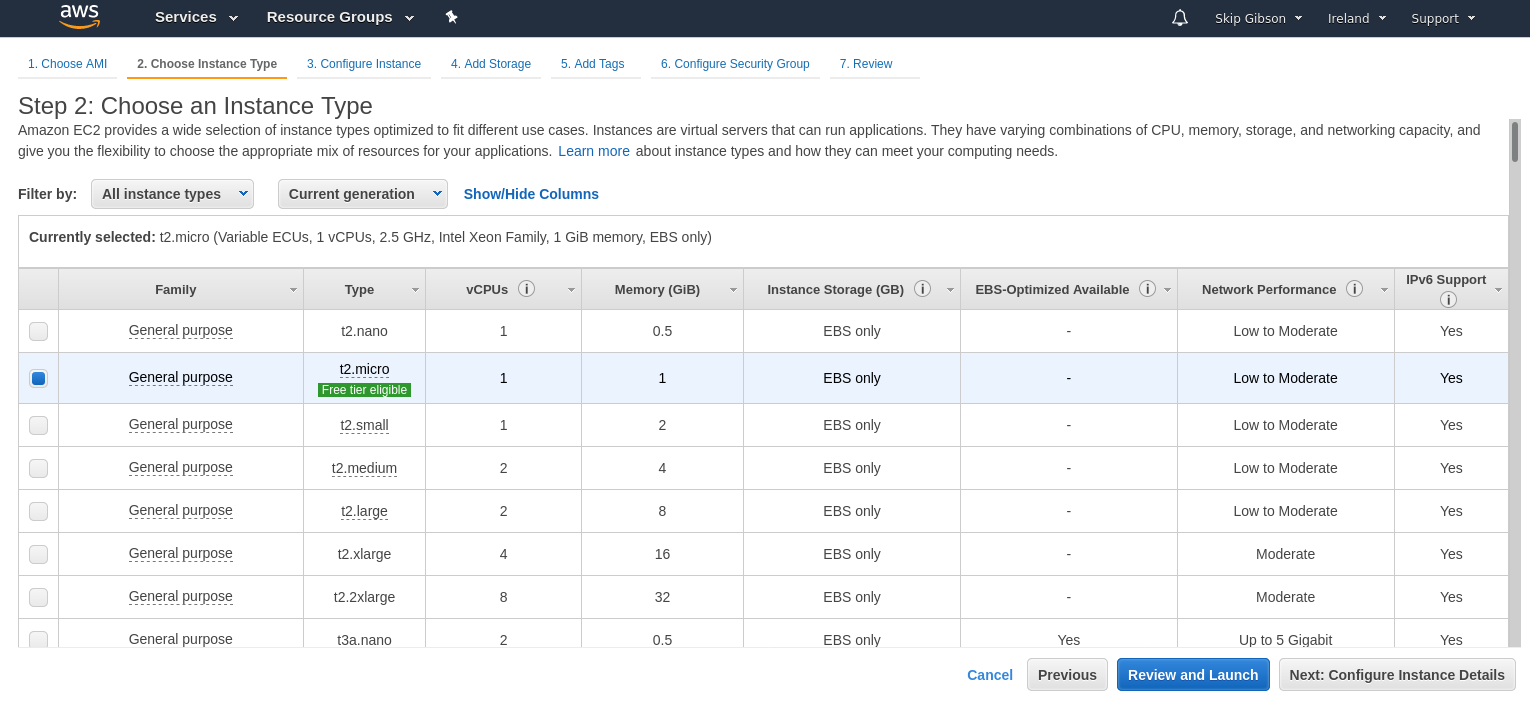 aws Services Resource Groups Skip Gibson Ireland Support
1. Choose AMI 2. Choose Instance Type 3. Configure Instance 4. Add Storage 5. Add Tags 6. Configure Security Group 7. Review
Step 2: Choose an Instance Type
Amazon EC2 provides a wide selection of instance types optimized to fit different use cases. Instances are virtual servers that can run applications. They have varying combinations of CPU, memory, storage, and networking capacity, and
give you the flexibility to choose the appropriate mix of resources for your applications. Learn more about instance types and how they can meet your computing needs.
Filter by: All instance types Current generation Show/Hide Columns
Currently selected: t2.micro (Variable ECUs, 1 vCPUs, 2.5 GHz, Intel Xeon Family, 1 GiB memory, EBS only)
Family Type vCPUs i Memory (GiB) Instance Storage (GB) i EBS-Optimized Available i Network Performance i IPv6 Support i
General purpose t2.nano 1 0.5 EBS only - Low to Moderate Yes
General purpose t2.micro 1 1 EBS only - Low to Moderate Yes
Free tier eligible
General purpose t2.small 1 2 EBS only - Low to Moderate Yes
General purpose t2.medium 2 4 EBS only - Low to Moderate Yes
General purpose t2.large 2 8 EBS only - Low to Moderate Yes
General purpose t2.xlarge 4 16 EBS only - Moderate Yes
General purpose t2.2xlarge 8 32 EBS only - Moderate Yes
General purpose t3a.nano 2 0.5 EBS only Yes Up to 5 Gigabit Yes
Cancel Previous Review and Launch Next: Configure Instance Details